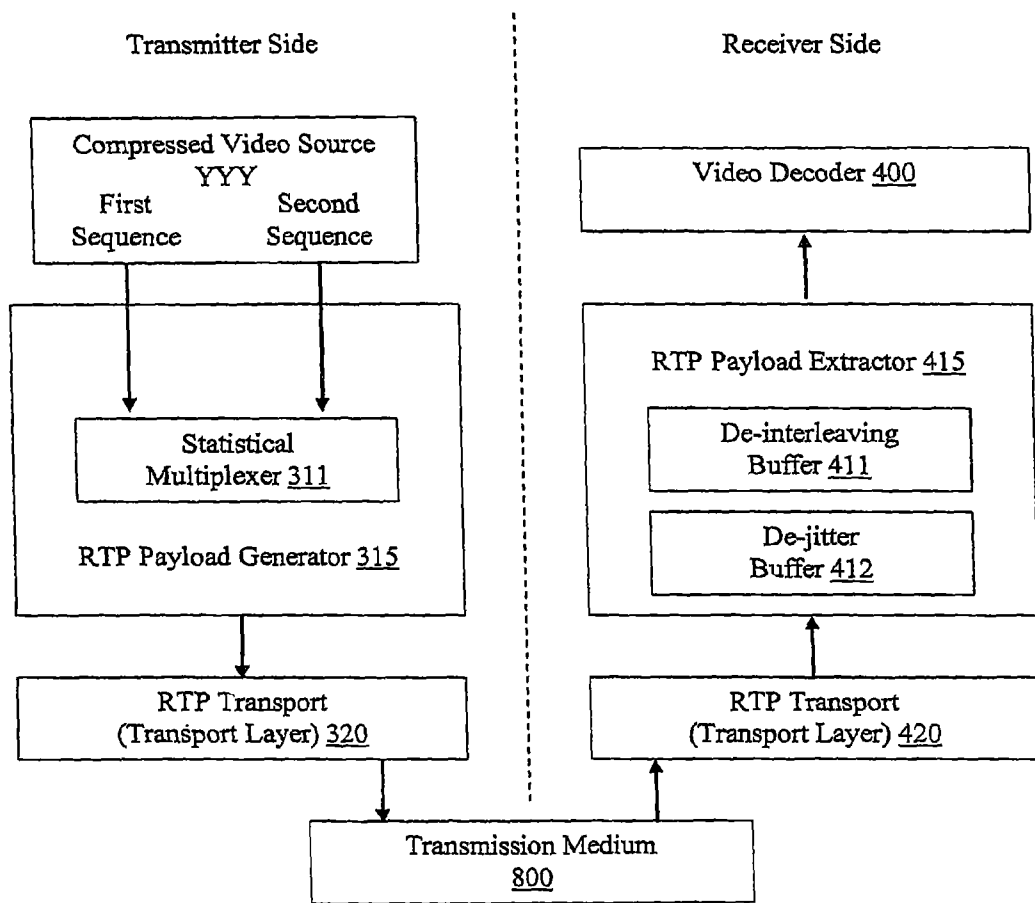 Transmitter Side
Compressed Video Source
YYY
First
Sequence
Second
Sequence
Statistical
Multiplexer 311
RTP Payload Generator 315
RTP Transport
(Transport Layer) 320
Receiver Side
Video Decoder 400
RTP Payload Extractor 415
De-interleaving
Buffer 411
De-jitter
Buffer 412
RTP Transport
(Transport Layer) 420
Transmission Medium
800